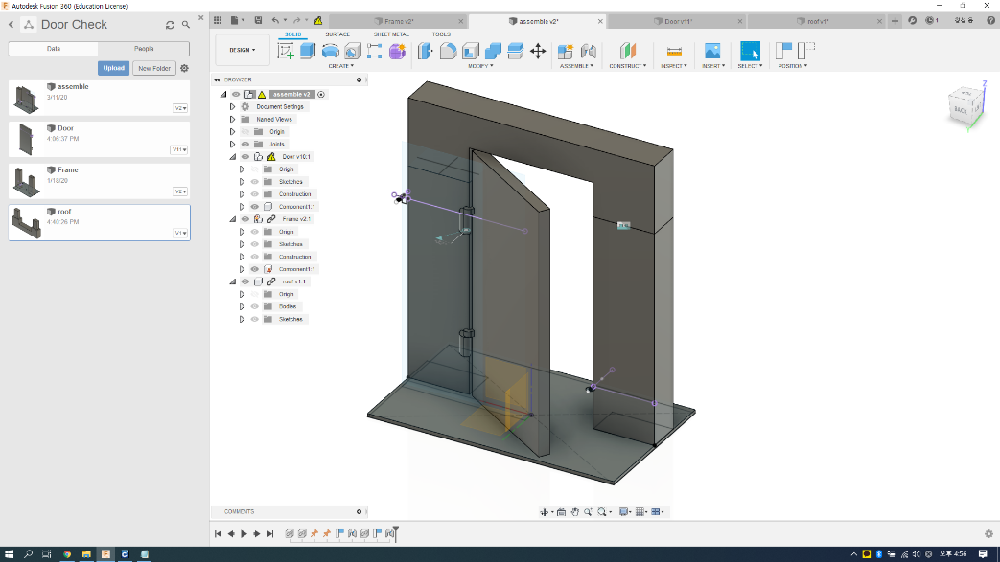 Autodesk Fusion 360 (Education License)
Door Check
Frame v2*
assemble v2*
Door v11*
roof v1*
1
Data
People
Upload
New Folder
assemble
3/11/20
V2
Door
4:06:37 PM
V11
Frame
1/18/20
V2
roof
4:40:26 PM
V1
SOLID
SURFACE
SHEET METAL
TOOLS
DESIGN
CREATE
MODIFY
ASSEMBLE
CONSTRUCT
INSPECT
INSERT
SELECT
POSITION
BROWSER
assemble v2
Document Settings
Named Views
Origin
Joints
Door v10:1
Origin
Sketches
Construction
Component1:1
Frame v2:1
Origin
Sketches
Construction
Component1:1
roof v1:1
Origin
Bodies
Sketches
Z
BACK
COMMENTS
오후 4:56